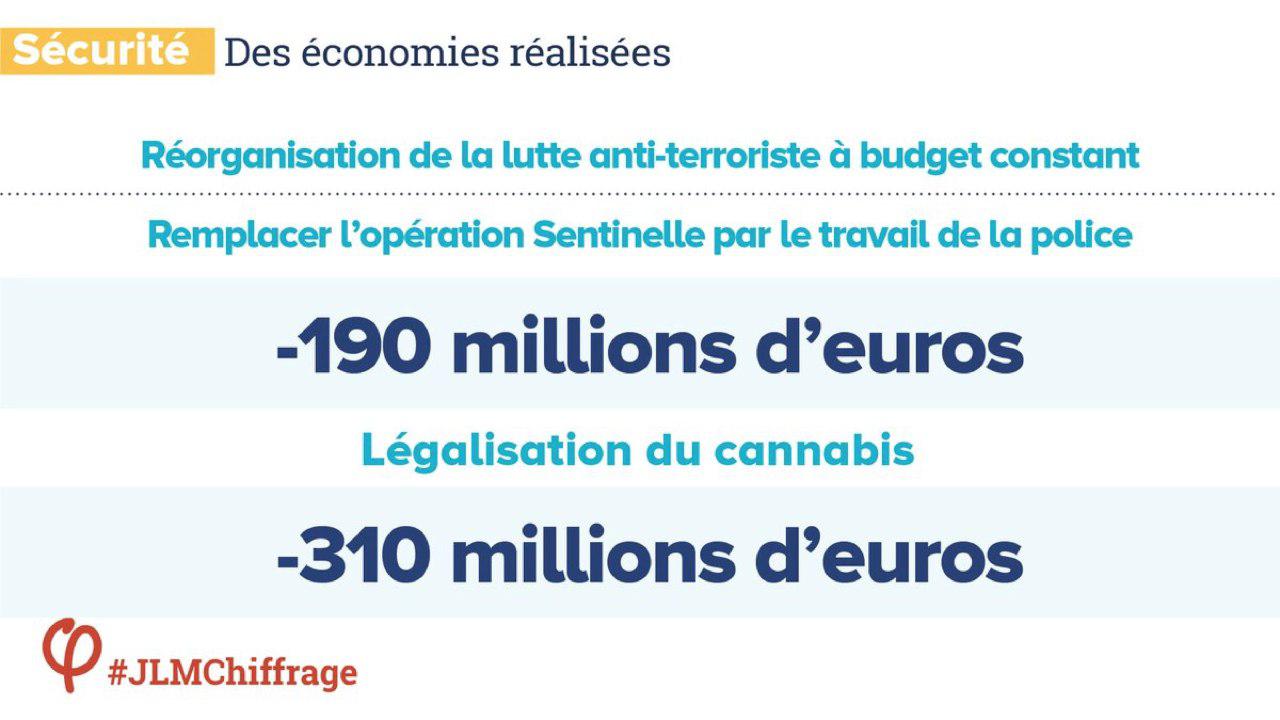 Sécurité Des économies réalisées
Réorganisation de la lutte anti-terroriste à budget constant
Remplacer l’opération Sentinelle par le travail de la police
-190 millions d’euros
Légalisation du cannabis
-310 millions d’euros
#JLMChiffrage